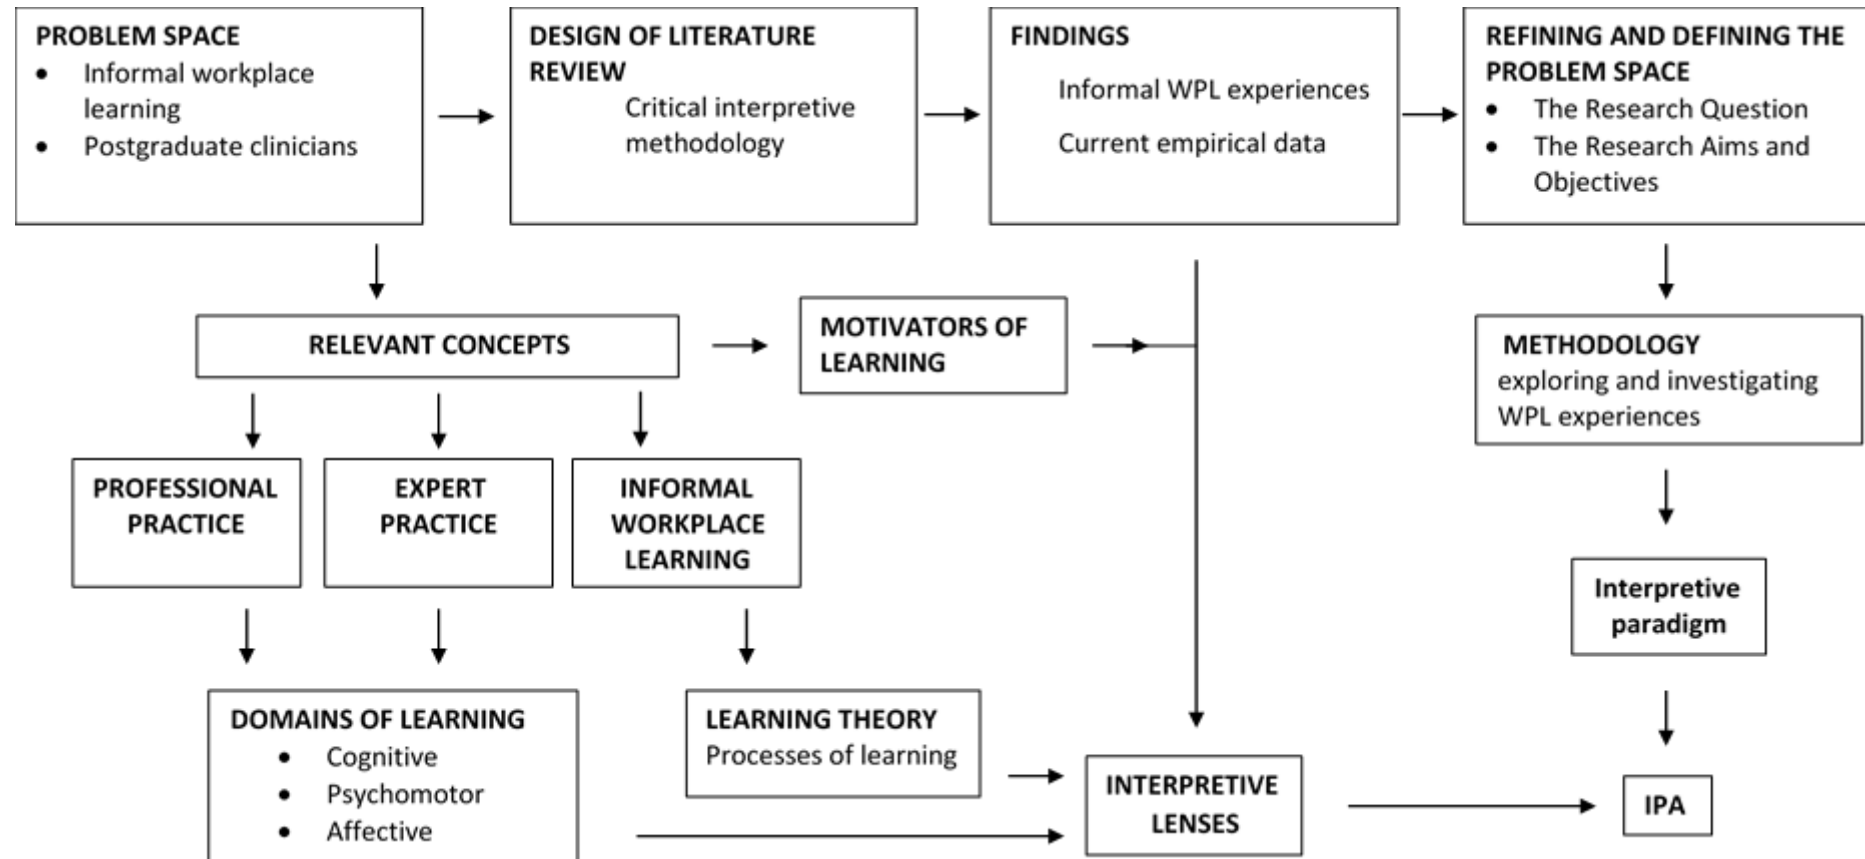 PROBLEM SPACE
• Informal workplace
learning
• Postgraduate clinicians
DESIGN OF LITERATURE
REVIEW
Critical interpretive
methodology
FINDINGS
Informal WPL experiences
Current empirical data
REFINING AND DEFINING THE
PROBLEM SPACE
• The Research Question
• The Research Aims and
Objectives
RELEVANT CONCEPTS
MOTIVATORS OF
LEARNING
METHODOLOGY
exploring and investigating
WPL experiences
PROFESSIONAL
PRACTICE
EXPERT
PRACTICE
INFORMAL
WORKPLACE
LEARNING
Interpretive
paradigm
DOMAINS OF LEARNING
• Cognitive
• Psychomotor
• Affective
LEARNING THEORY
Processes of learning
INTERPRETIVE
LENSES
IPA